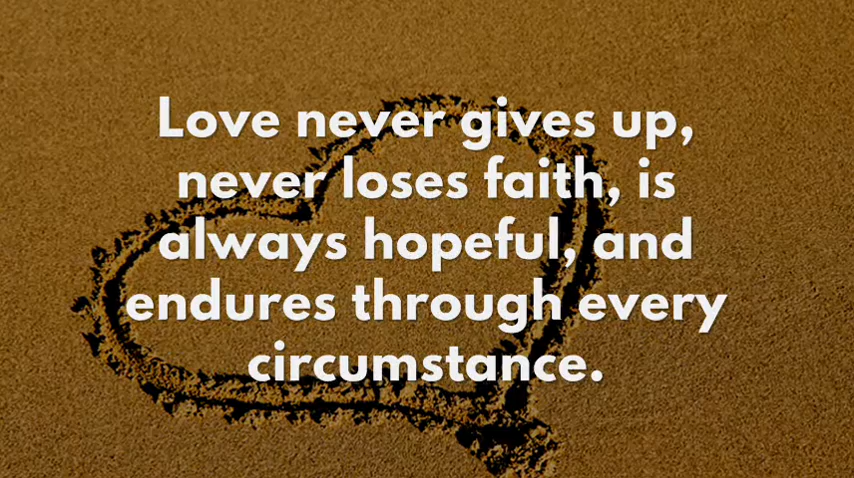 Love never gives up,
never loses faith, is
always hopeful, and
endures through every
circumstance.